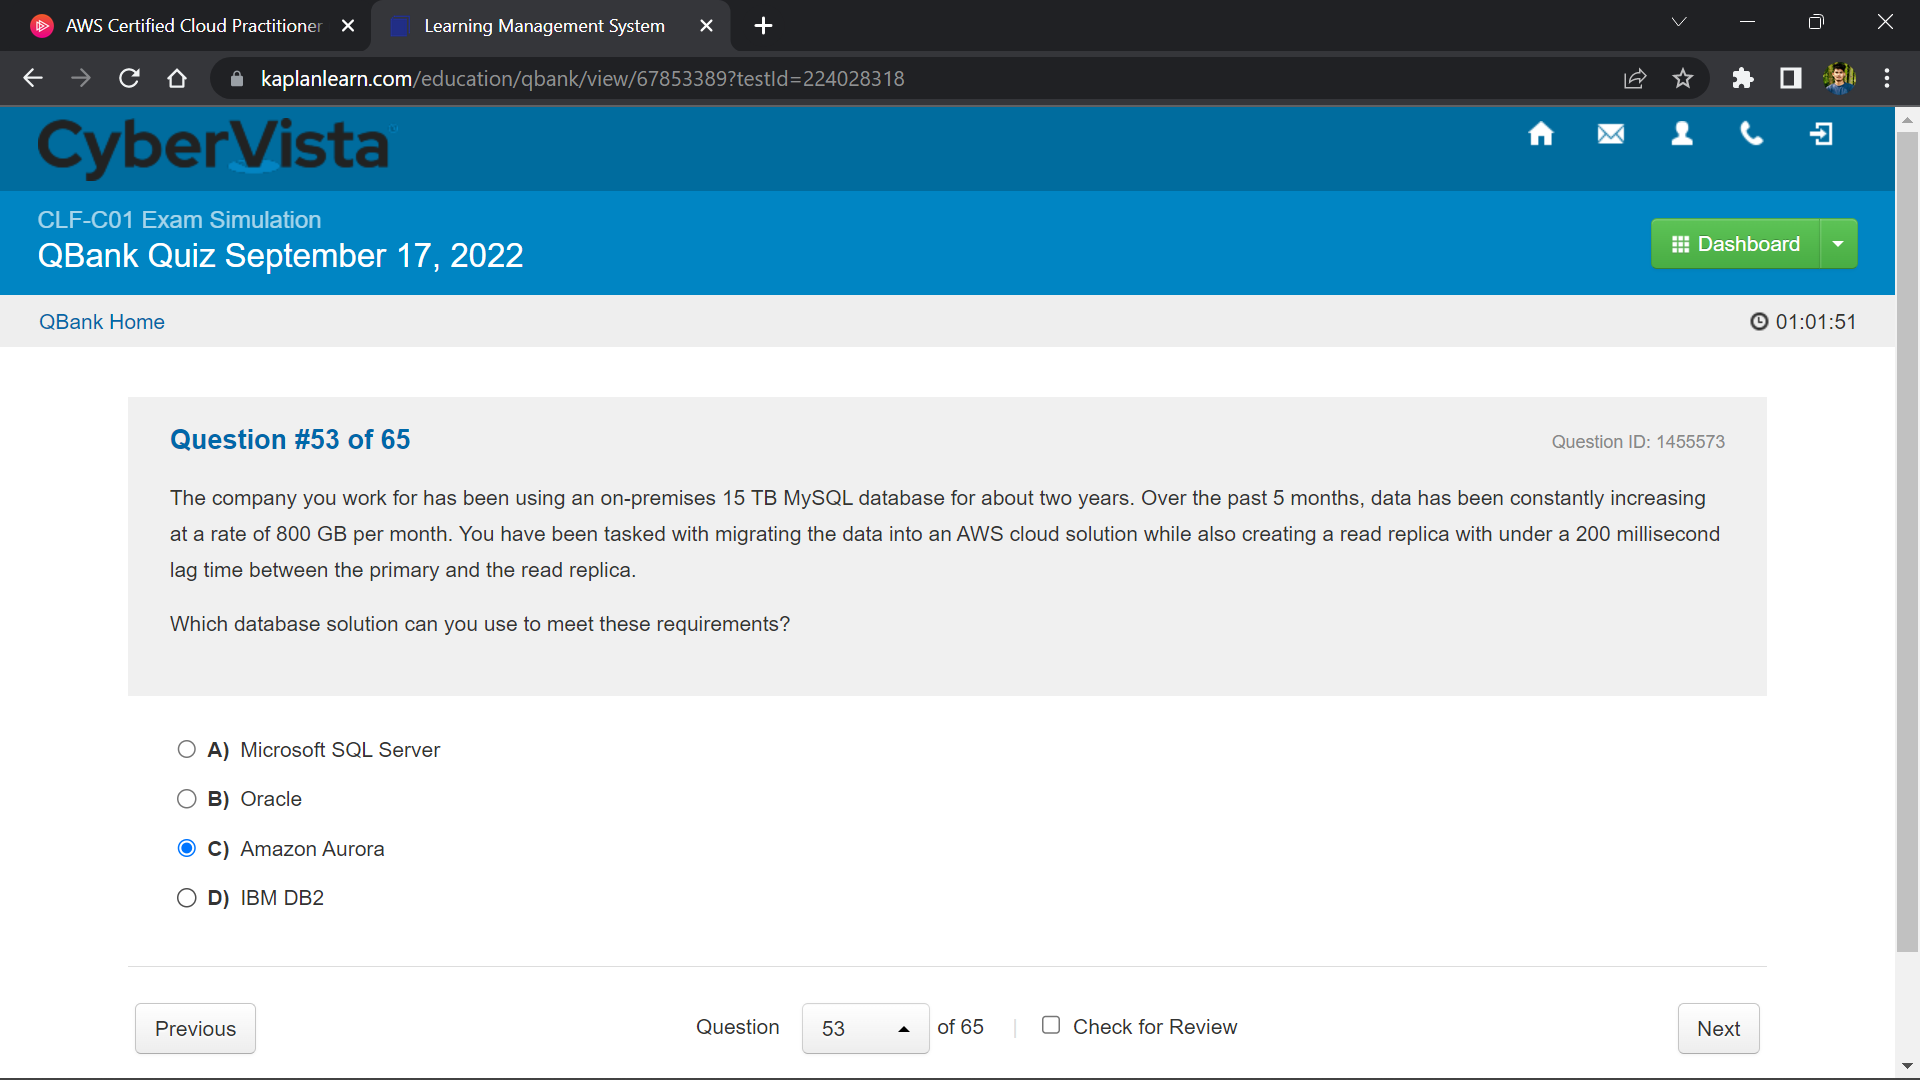 AWS Certified Cloud Practitioner
Learning Management System
kaplanlearn.com/education/qbank/view/67853389?testId=224028318
CyberVista
CLF-C01 Exam Simulation
QBank Quiz September 17, 2022
Dashboard
QBank Home
01:01:51
Question #53 of 65
Question ID: 1455573
The company you work for has been using an on-premises 15 TB MySQL database for about two years. Over the past 5 months, data has been constantly increasing
at a rate of 800 GB per month. You have been tasked with migrating the data into an AWS cloud solution while also creating a read replica with under a 200 millisecond
lag time between the primary and the read replica.
Which database solution can you use to meet these requirements?
A) Microsoft SQL Server
B) Oracle
C) Amazon Aurora
D) IBM DB2
Previous
Question 53 of 65 | Check for Review
Next